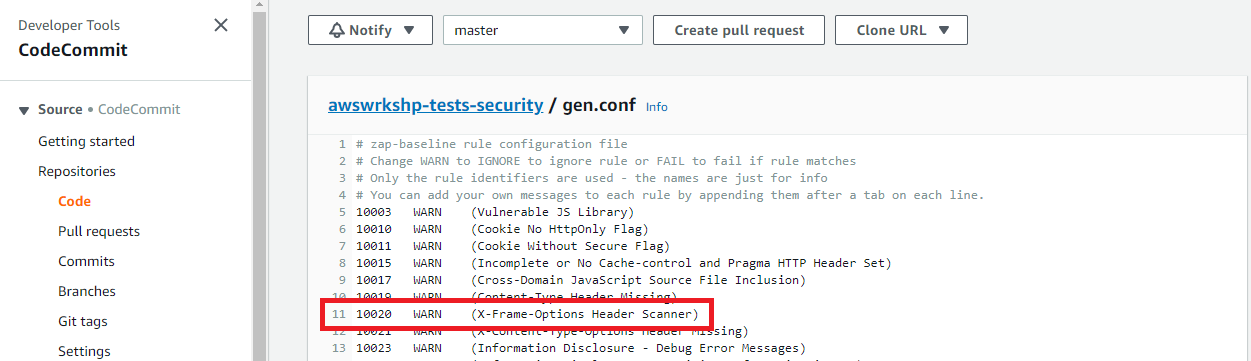 Developer Tools
CodeCommit
Source • CodeCommit
Getting started
Repositories
Code
Pull requests
Commits
Branches
Git tags
Settings
Notify
master
Create pull request
Clone URL
awswrkshp-tests-security / gen.conf Info
1 # zap-baseline rule configuration file
2 # Change WARN to IGNORE to ignore rule or FAIL to fail if rule matches
3 # Only the rule identifiers are used - the names are just for info
4 # You can add your own messages to each rule by appending them after a tab on each line.
5 10003 WARN (Vulnerable JS Library)
6 10010 WARN (Cookie No HttpOnly Flag)
7 10011 WARN (Cookie Without Secure Flag)
8 10015 WARN (Incomplete or No Cache-control and Pragma HTTP Header Set)
9 10017 WARN (Cross-Domain JavaScript Source File Inclusion)
10 10019 WARN (Content-Type Header Missing)
11 10020 WARN (X-Frame-Options Header Scanner)
12 10021 WARN (X-Content-Type-Options Header Missing)
13 10023 WARN (Information Disclosure - Debug Error Messages)